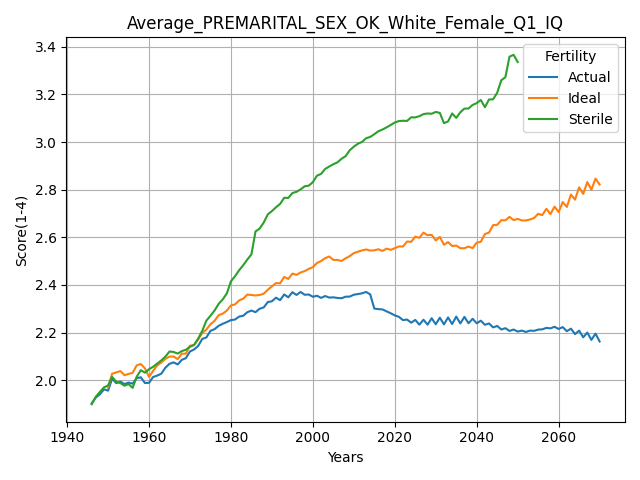 Average_PREMARITAL_SEX_OK_White_Female_Q1_IQ
Score(1-4)
3.4
3.2
3.0
2.8
2.6
2.4
2.2
2.0
1940
1960
1980
2000
2020
2040
2060
Years
Fertility
Actual
Ideal
Sterile